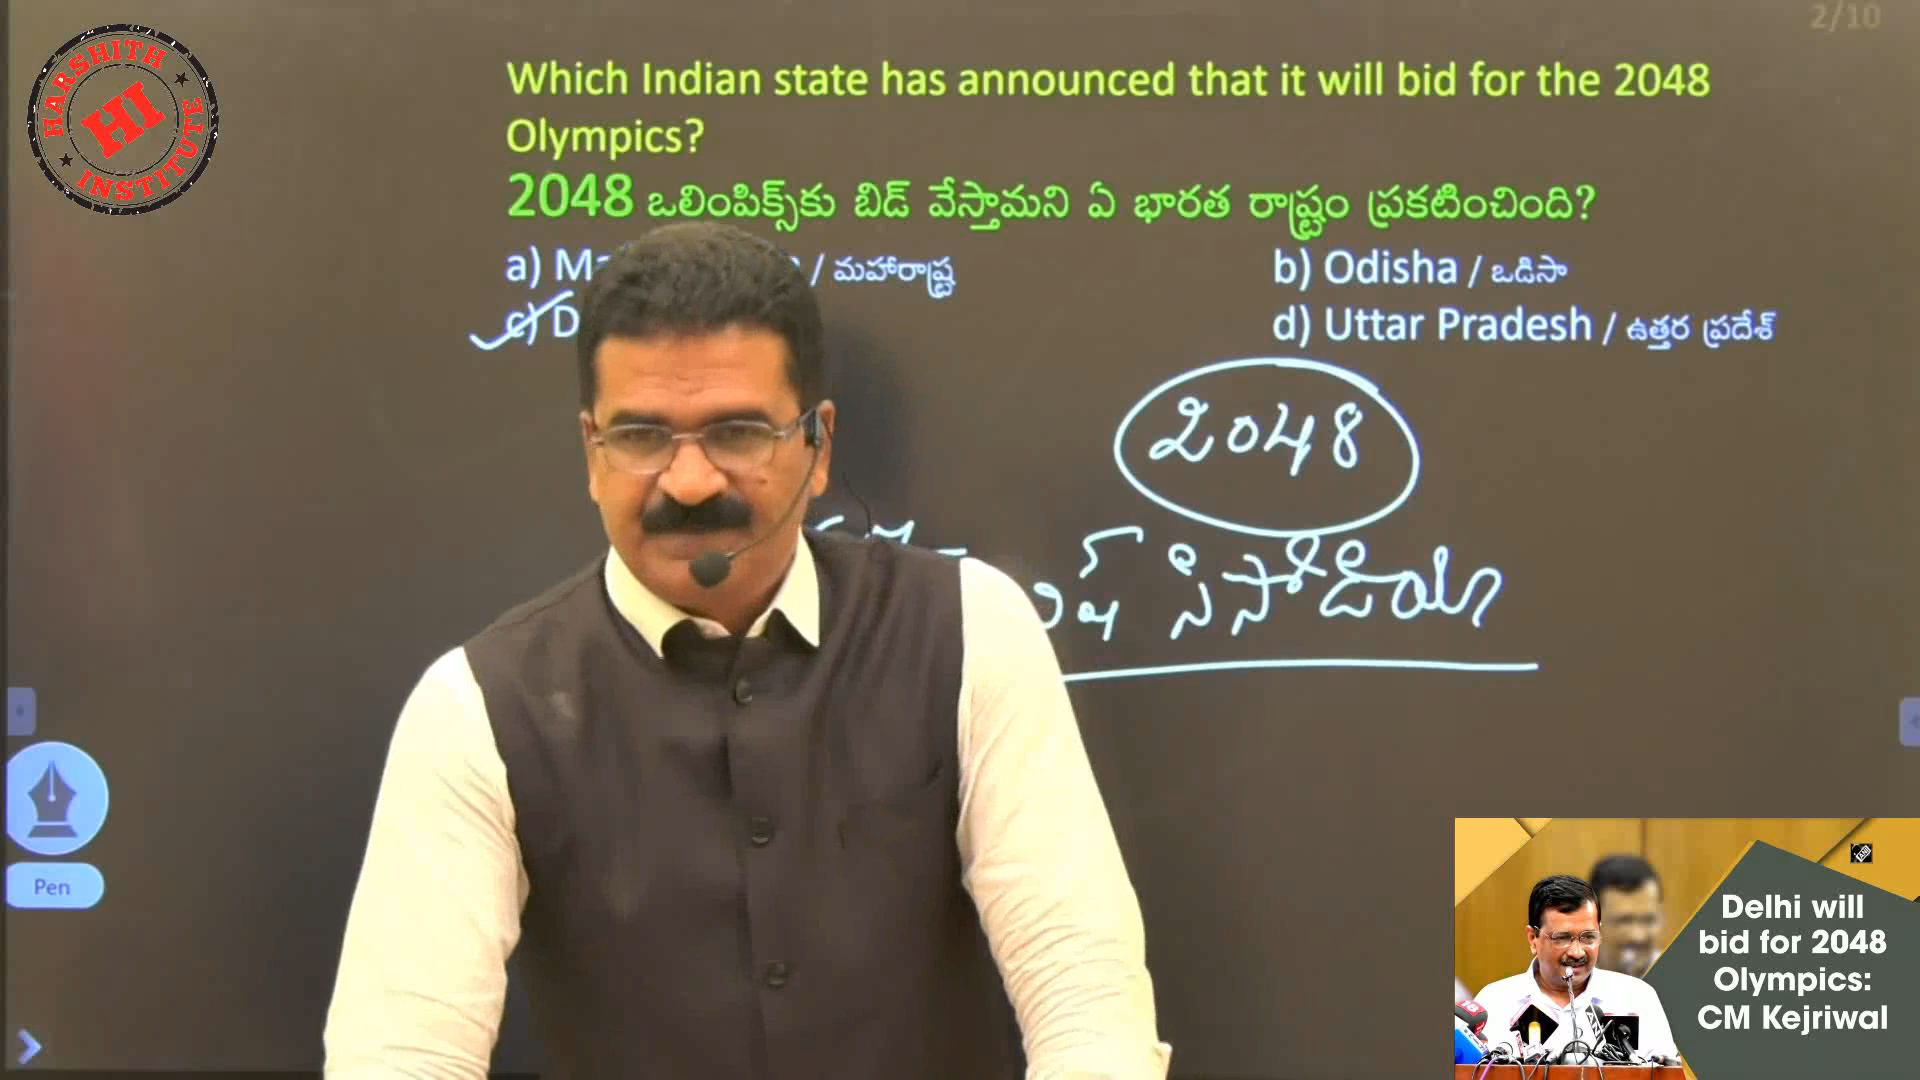 2/10
HARSHITH
HI
INSTITUTE
Which Indian state has announced that it will bid for the 2048
Olympics?
2048 ఒలింపిక్స్‌కు బిడ్ వేస్తామని ఏ భారత రాష్ట్రం ప్రకటించింది?
a) / మహారాష్ట్ర
b) Odisha / ఒడిసా
c)
d) Uttar Pradesh / ఉత్తర ప్రదేశ్
2048
సిసోడియా
Pen
Delhi will
bid for 2048
Olympics:
CM Kejriwal